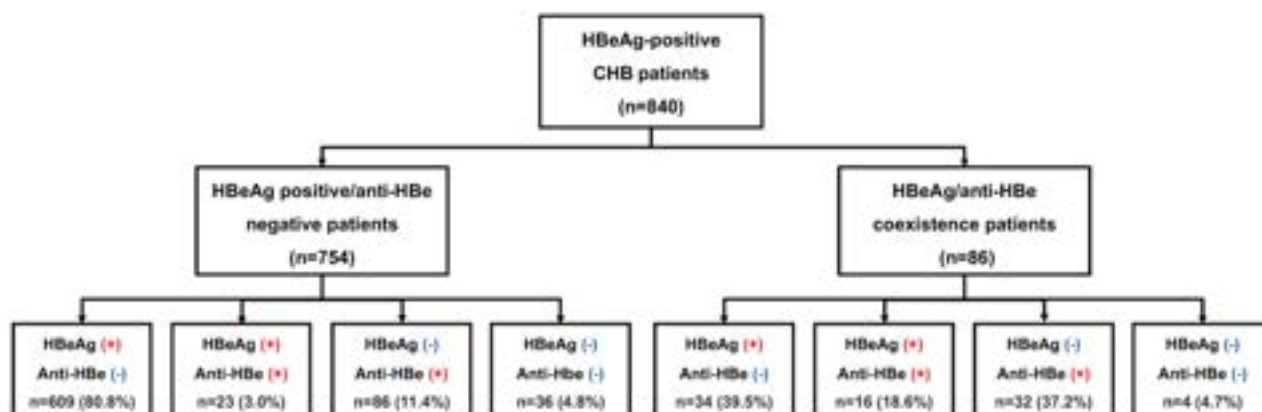 HBeAg-positive
CHB patients
(n=840)
HBeAg positive/anti-HBe
negative patients
(n=754)
HBeAg/anti-HBe
coexistence patients
(n=86)
HBeAg (+)
Anti-HBe (-)
n=609 (80.8%)
HBeAg (+)
Anti-HBe (+)
n=23 (3.0%)
HBeAg (-)
Anti-HBe (+)
n=86 (11.4%)
HBeAg (-)
Anti-Hbe (-)
n=36 (4.8%)
HBeAg (+)
Anti-HBe (-)
n=34 (39.5%)
HBeAg (+)
Anti-HBe (+)
n=16 (18.6%)
HBeAg (-)
Anti-HBe (+)
n=32 (37.2%)
HBeAg (-)
Anti-HBe (-)
n=4 (4.7%)